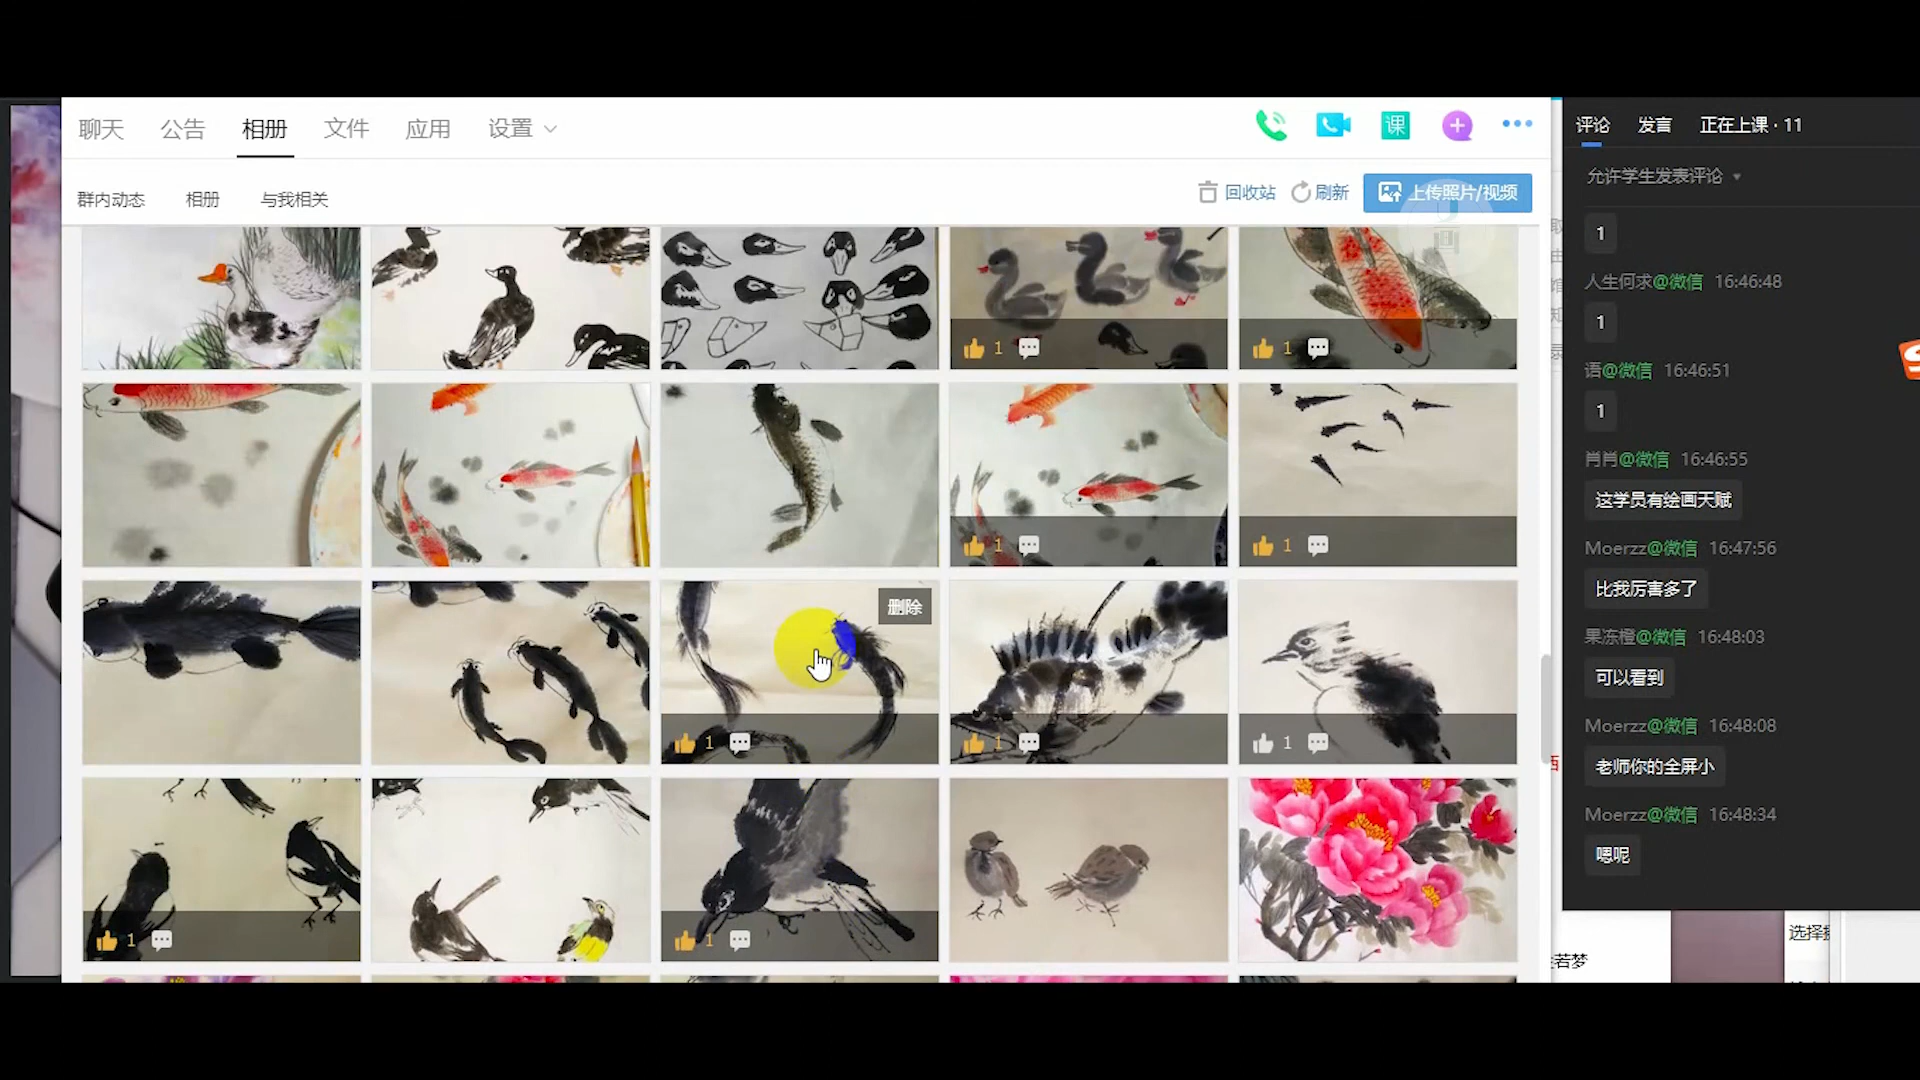 聊天 公告 相册 文件 应用 设置
课
群内动态 相册 与我相关
回收站 刷新 上传照片/视频
1
1
删除
1
1
1
1
1
1
1
评论 发言 正在上课 · 11
允许学生发表评论
1
人生何求@微信 16:46:48
1
语@微信 16:46:51
1
肖肖@微信 16:46:55
这学员有绘画天赋
Moerzz@微信 16:47:56
比我厉害多了
果冻橙@微信 16:48:03
可以看到
Moerzz@微信 16:48:08
老师你的全屏小
Moerzz@微信 16:48:34
嗯呢
选择
若梦